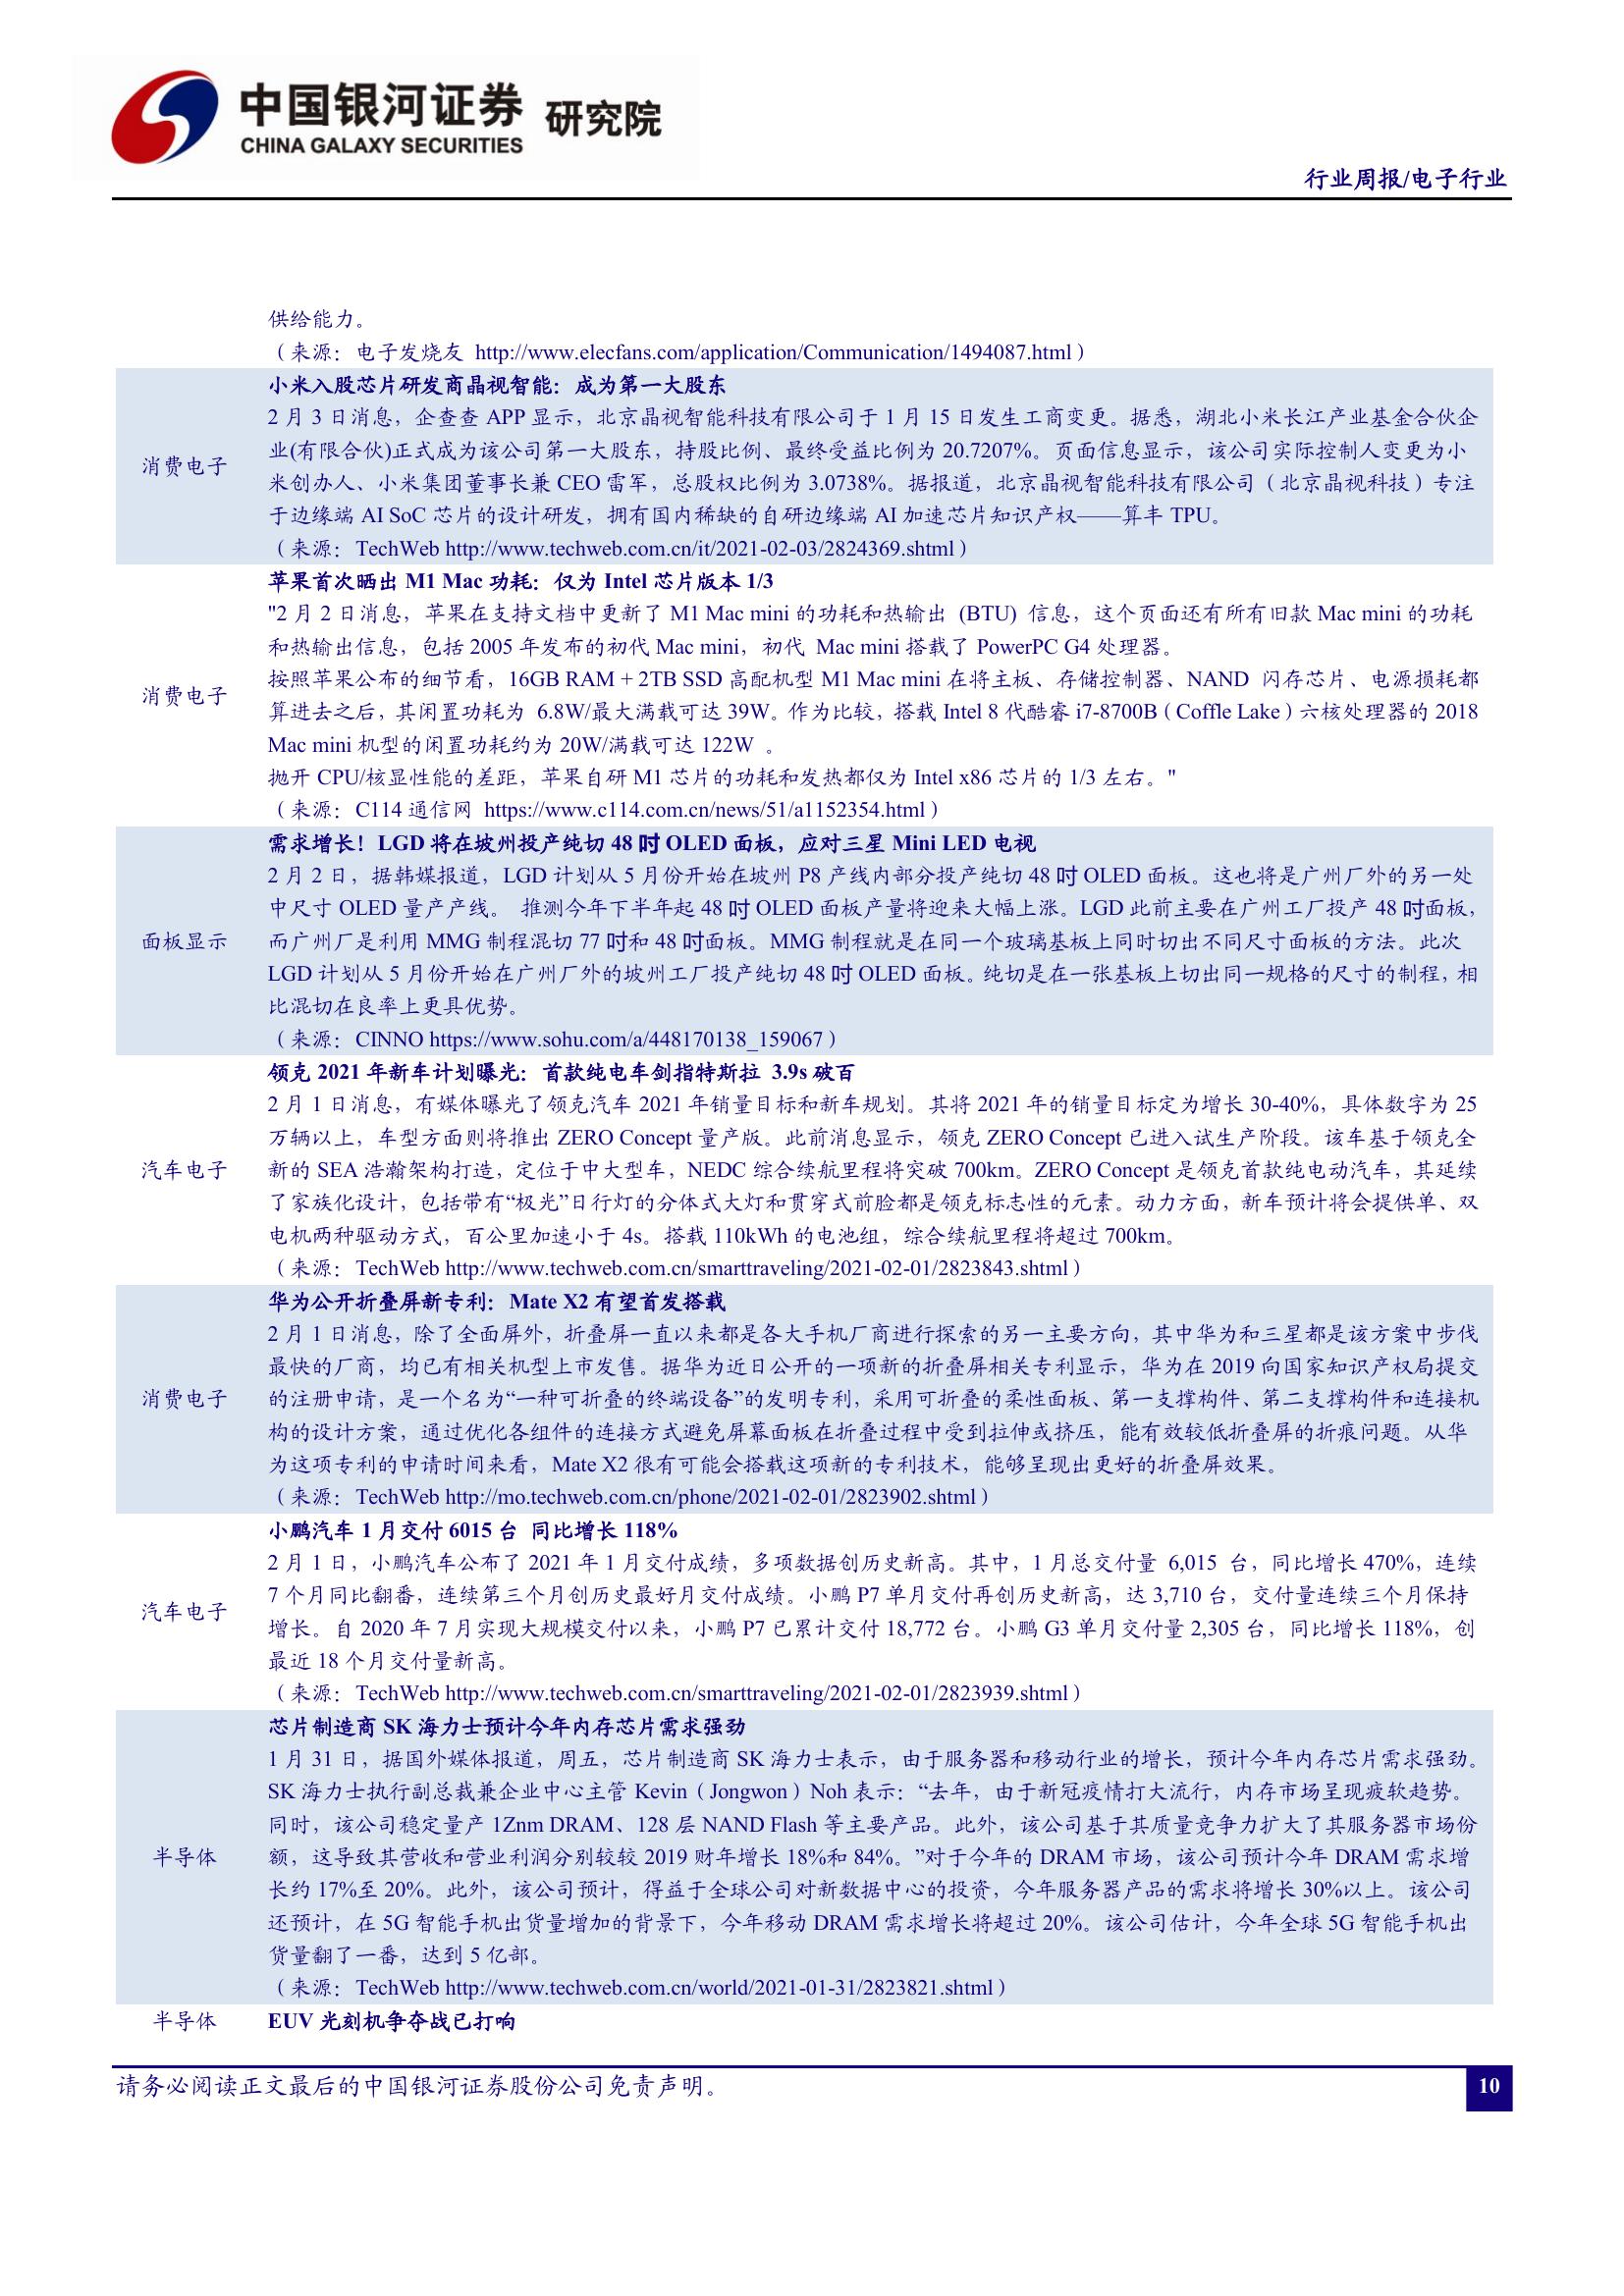 中国银河证券 研究院
CHINA GALAXY SECURITIES
行业周报/电子行业
供给能力。
（来源：电子发烧友 http://www.elecfans.com/application/Communication/1494087.html）
小米入股芯片研发商晶视智能：成为第一大股东
2 月 3 日消息，企查查 APP 显示，北京晶视智能科技有限公司于 1 月 15 日发生工商变更。据悉，湖北小米长江产业基金合伙企
业(有限合伙)正式成为该公司第一大股东，持股比例、最终受益比例为 20.7207%。页面信息显示，该公司实际控制人变更为小
消费电子
米创办人、小米集团董事长兼 CEO 雷军，总股权比例为 3.0738%。据报道，北京晶视智能科技有限公司（北京晶视科技）专注
于边缘端 AI SoC 芯片的设计研发，拥有国内稀缺的自研边缘端 AI 加速芯片知识产权——算丰 TPU。
（来源：TechWeb http://www.techweb.com.cn/it/2021-02-03/2824369.shtml）
苹果首次晒出 M1 Mac 功耗：仅为 Intel 芯片版本 1/3
"2 月 2 日消息，苹果在支持文档中更新了 M1 Mac mini 的功耗和热输出 (BTU) 信息，这个页面还有所有旧款 Mac mini 的功耗
和热输出信息，包括 2005 年发布的初代 Mac mini，初代 Mac mini 搭载了 PowerPC G4 处理器。
按照苹果公布的细节看，16GB RAM + 2TB SSD 高配机型 M1 Mac mini 在将主板、存储控制器、NAND 闪存芯片、电源损耗都
消费电子
算进去之后，其闲置功耗为 6.8W/最大满载可达 39W。作为比较，搭载 Intel 8 代酷睿 i7-8700B（Coffle Lake）六核处理器的 2018
Mac mini 机型的闲置功耗约为 20W/满载可达 122W 。
抛开 CPU/核显性能的差距，苹果自研 M1 芯片的功耗和发热都仅为 Intel x86 芯片的 1/3 左右。"
（来源：C114 通信网 https://www.c114.com.cn/news/51/a1152354.html）
需求增长！LGD 将在坡州投产纯切 48 吋 OLED 面板，应对三星 Mini LED 电视
2 月 2 日，据韩媒报道，LGD 计划从 5 月份开始在坡州 P8 产线内部分投产纯切 48 吋 OLED 面板。这也将是广州厂外的另一处
中尺寸 OLED 量产产线。 推测今年下半年起 48 吋 OLED 面板产量将迎来大幅上涨。LGD 此前主要在广州工厂投产 48 吋面板，
面板显示
而广州厂是利用 MMG 制程混切 77 吋和 48 吋面板。MMG 制程就是在同一个玻璃基板上同时切出不同尺寸面板的方法。此次
LGD 计划从 5 月份开始在广州厂外的坡州工厂投产纯切 48 吋 OLED 面板。纯切是在一张基板上切出同一规格的尺寸的制程，相
比混切在良率上更具优势。
（来源：CINNO https://www.sohu.com/a/448170138_159067）
领克 2021 年新车计划曝光：首款纯电车剑指特斯拉 3.9s 破百
2 月 1 日消息，有媒体曝光了领克汽车 2021 年销量目标和新车规划。其将 2021 年的销量目标定为增长 30-40%，具体数字为 25
万辆以上，车型方面则将推出 ZERO Concept 量产版。此前消息显示，领克 ZERO Concept 已进入试生产阶段。该车基于领克全
汽车电子
新的 SEA 浩瀚架构打造，定位于中大型车，NEDC 综合续航里程将突破 700km。ZERO Concept 是领克首款纯电动汽车，其延续
了家族化设计，包括带有“极光”日行灯的分体式大灯和贯穿式前脸都是领克标志性的元素。动力方面，新车预计将会提供单、双
电机两种驱动方式，百公里加速小于 4s。搭载 110kWh 的电池组，综合续航里程将超过 700km。
（来源：TechWeb http://www.techweb.com.cn/smarttraveling/2021-02-01/2823843.shtml）
华为公开折叠屏新专利：Mate X2 有望首发搭载
2 月 1 日消息，除了全面屏外，折叠屏一直以来都是各大手机厂商进行探索的另一主要方向，其中华为和三星都是该方案中步伐
最快的厂商，均已有相关机型上市发售。据华为近日公开的一项新的折叠屏相关专利显示，华为在 2019 向国家知识产权局提交
消费电子
的注册申请，是一个名为“一种可折叠的终端设备”的发明专利，采用可折叠的柔性面板、第一支撑构件、第二支撑构件和连接机
构的设计方案，通过优化各组件的连接方式避免屏幕面板在折叠过程中受到拉伸或挤压，能有效较低折叠屏的折痕问题。从华
为这项专利的申请时间来看，Mate X2 很有可能会搭载这项新的专利技术，能够呈现出更好的折叠屏效果。
（来源：TechWeb http://mo.techweb.com.cn/phone/2021-02-01/2823902.shtml）
小鹏汽车 1 月交付 6015 台 同比增长 118%
2 月 1 日，小鹏汽车公布了 2021 年 1 月交付成绩，多项数据创历史新高。其中，1 月总交付量 6,015 台，同比增长 470%，连续
7 个月同比翻番，连续第三个月创历史最好月交付成绩。小鹏 P7 单月交付再创历史新高，达 3,710 台，交付量连续三个月保持
汽车电子
增长。自 2020 年 7 月实现大规模交付以来，小鹏 P7 已累计交付 18,772 台。小鹏 G3 单月交付量 2,305 台，同比增长 118%，创
最近 18 个月交付量新高。
（来源：TechWeb http://www.techweb.com.cn/smarttraveling/2021-02-01/2823939.shtml）
芯片制造商 SK 海力士预计今年内存芯片需求强劲
1 月 31 日，据国外媒体报道，周五，芯片制造商 SK 海力士表示，由于服务器和移动行业的增长，预计今年内存芯片需求强劲。
SK 海力士执行副总裁兼企业中心主管 Kevin（Jongwon）Noh 表示：“去年，由于新冠疫情打大流行，内存市场呈现疲软趋势。
同时，该公司稳定量产 1Znm DRAM、128 层 NAND Flash 等主要产品。此外，该公司基于其质量竞争力扩大了其服务器市场份
半导体
额，这导致其营收和营业利润分别较较 2019 财年增长 18%和 84%。”对于今年的 DRAM 市场，该公司预计今年 DRAM 需求增
长约 17%至 20%。此外，该公司预计，得益于全球公司对新数据中心的投资，今年服务器产品的需求将增长 30%以上。该公司
还预计，在 5G 智能手机出货量增加的背景下，今年移动 DRAM 需求增长将超过 20%。该公司估计，今年全球 5G 智能手机出
货量翻了一番，达到 5 亿部。
（来源：TechWeb http://www.techweb.com.cn/world/2021-01-31/2823821.shtml）
半导体 EUV 光刻机争夺战已打响
请务必阅读正文最后的中国银河证券股份公司免责声明。
10